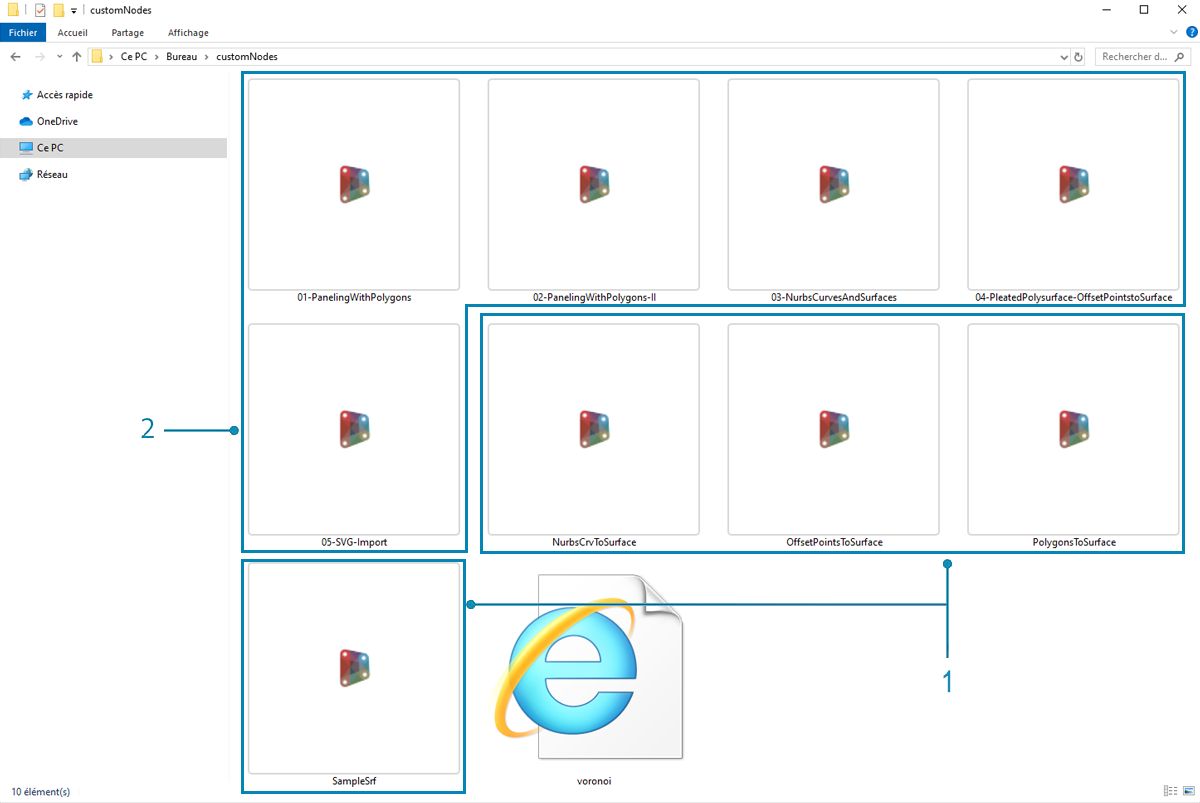 customNodes
Fichier Accueil Partage Affichage
Ce PC Bureau customNodes
Rechercher d...
Accès rapide
OneDrive
Ce PC
Réseau
01-PanelingWithPolygons 02-PanelingWithPolygons-II 03-NurbsCurvesAndSurfaces 04-PleatedPolysurface-OffsetPointstoSurface
2
05-SVG-Import NurbsCrvToSurface OffsetPointsToSurface PolygonsToSurface
1
SampleSrf voronoi
10 élément(s)